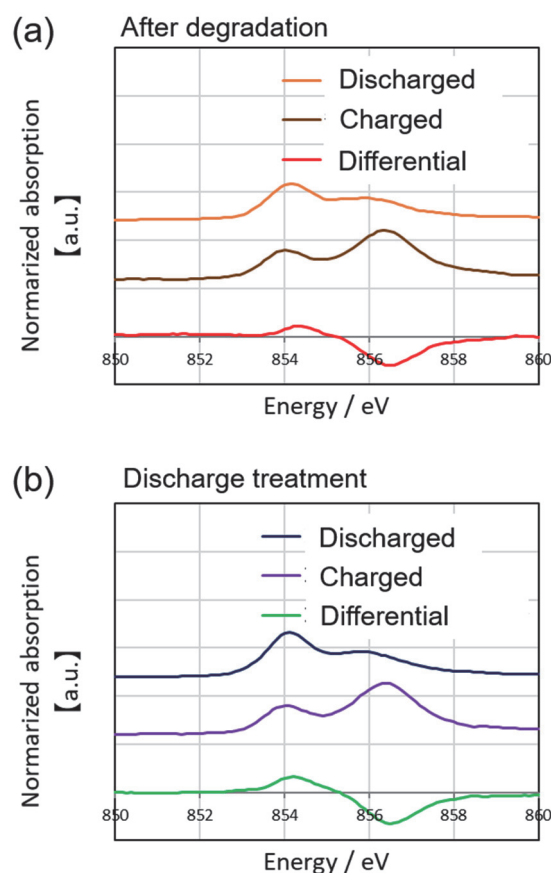 (a)
After degradation
Discharged
Charged
Differential
Normarized absorption
【a.u.】
850 852 854 856 858 860
Energy / eV
(b)
Discharge treatment
Discharged
Charged
Differential
Normarized absorption
【a.u.】
850 852 854 856 858 860
Energy / eV